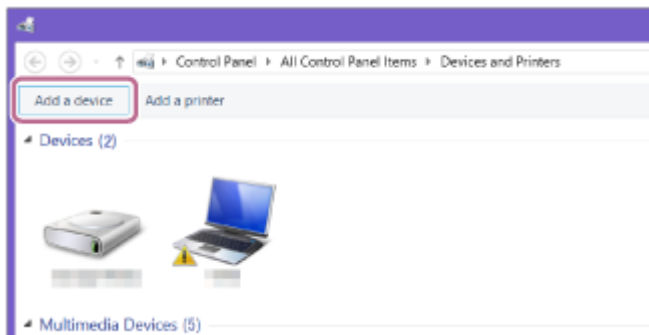 Control Panel All Control Panel Items Devices and Printers
Add a device Add a printer
Devices (2)
Multimedia Devices (5)